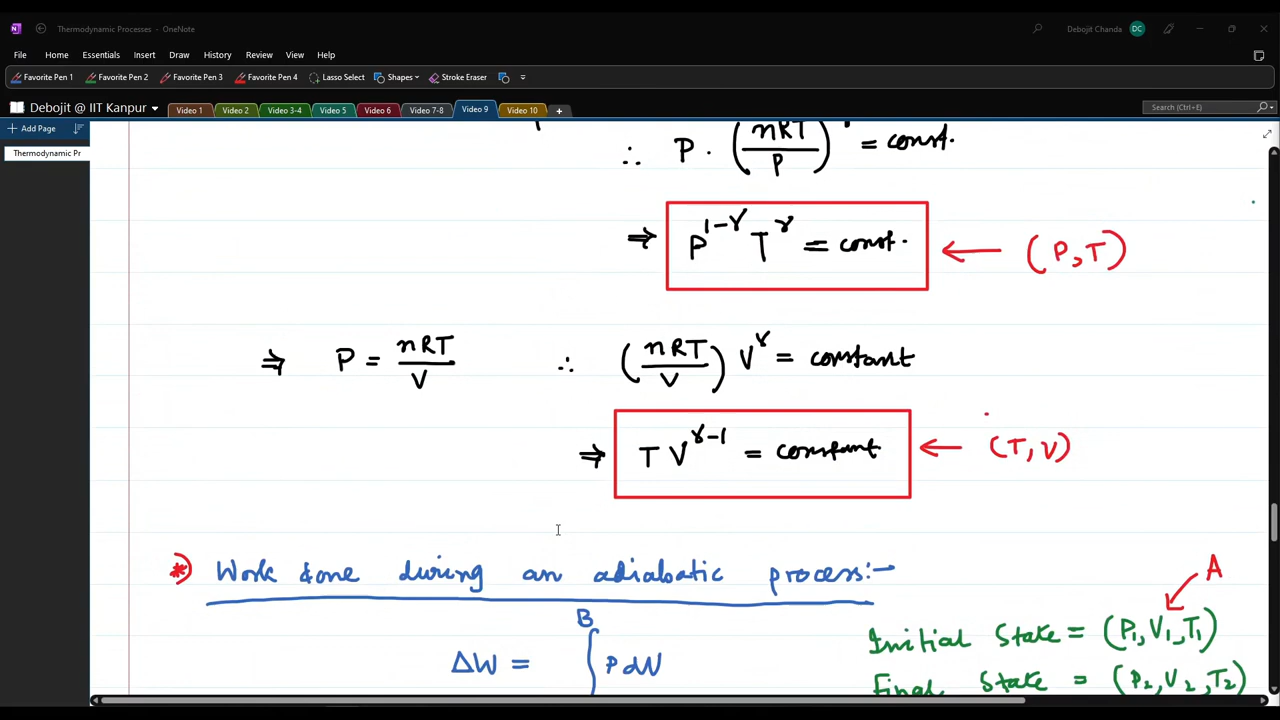 Thermodynamic Processes - OneNote
Debojit Chanda DC
File Home Essentials Insert Draw History Review View Help
Favorite Pen 1 Favorite Pen 2 Favorite Pen 3 Favorite Pen 4 Lasso Select Shapes Stroke Eraser
Debojit @ IIT Kanpur Video 1 Video 2 Video 3-4 Video 5 Video 6 Video 7-8 Video 9 Video 10 Search (Ctrl+E)
Add Page
Thermodynamic Pr
∴ P · (nRT/P)^γ = const.
⇒ P^(1-γ) T^γ = const. ← (P,T)
⇒ P = nRT/V ∴ (nRT/V) V^γ = constant
⇒ T V^(γ-1) = constant ← (T,V)
*) Work done during an adiabatic process:-
A
B
Initial State = (P₁,V₁,T₁)
ΔW = ∫ P dV
Final State = (P₂,V₂,T₂)